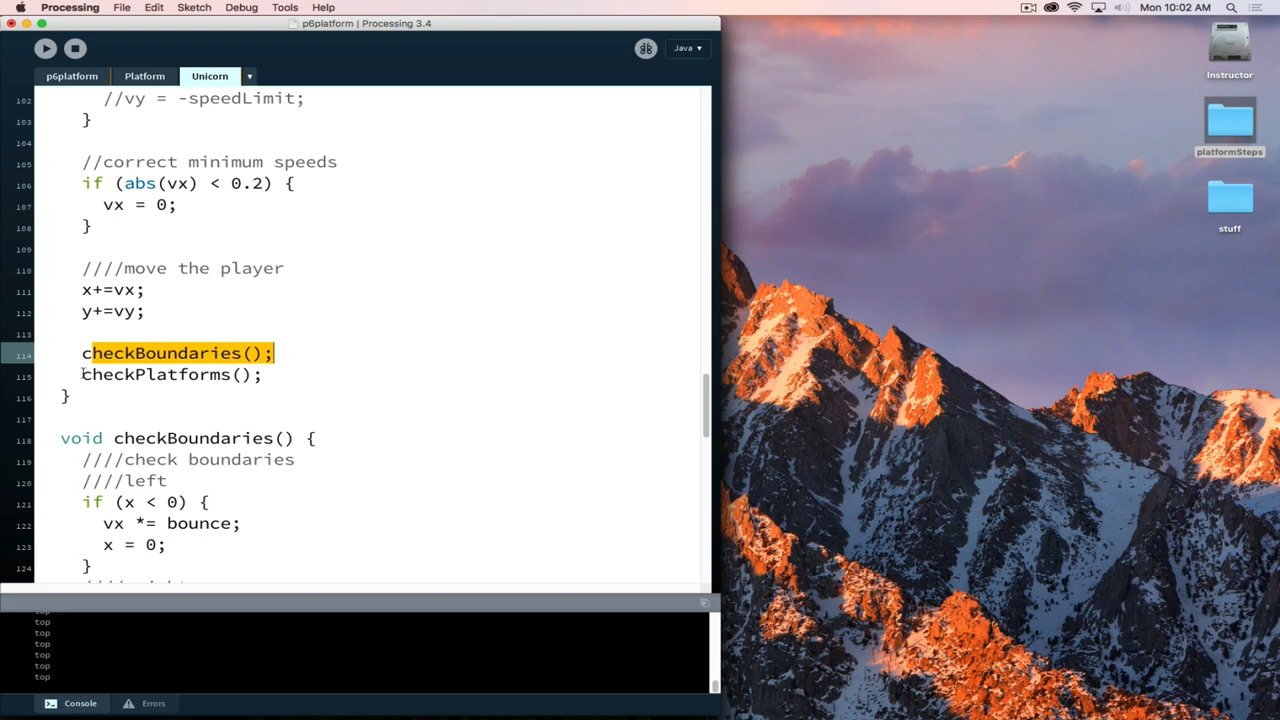 Processing File Edit Sketch Debug Tools Help Mon 10:02 AM
p6platform | Processing 3.4
Java ▾
p6platform Platform Unicorn
102 //vy = -speedLimit;
103 }
104
105 //correct minimum speeds
106 if (abs(vx) < 0.2) {
107 vx = 0;
108 }
109
110 ////move the player
111 x+=vx;
112 y+=vy;
113
114 checkBoundaries();
115 checkPlatforms();
116 }
117
118 void checkBoundaries() {
119 ////check boundaries
120 ////left
121 if (x < 0) {
122 vx *= bounce;
123 x = 0;
124 }
top
top
top
top
top
top
top
Console Errors
Instructor
platformSteps
stuff